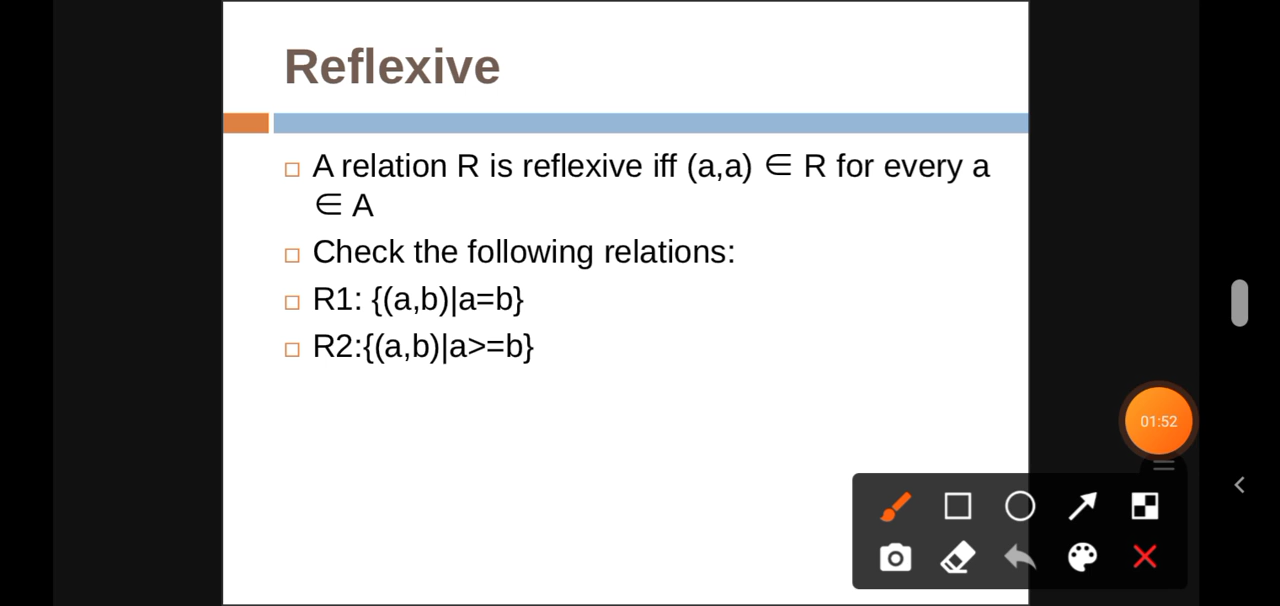 Reflexive
A relation R is reflexive iff (a,a) ∈ R for every a
∈ A
Check the following relations:
R1: {(a,b)|a=b}
R2:{(a,b)|a>=b}
01:52